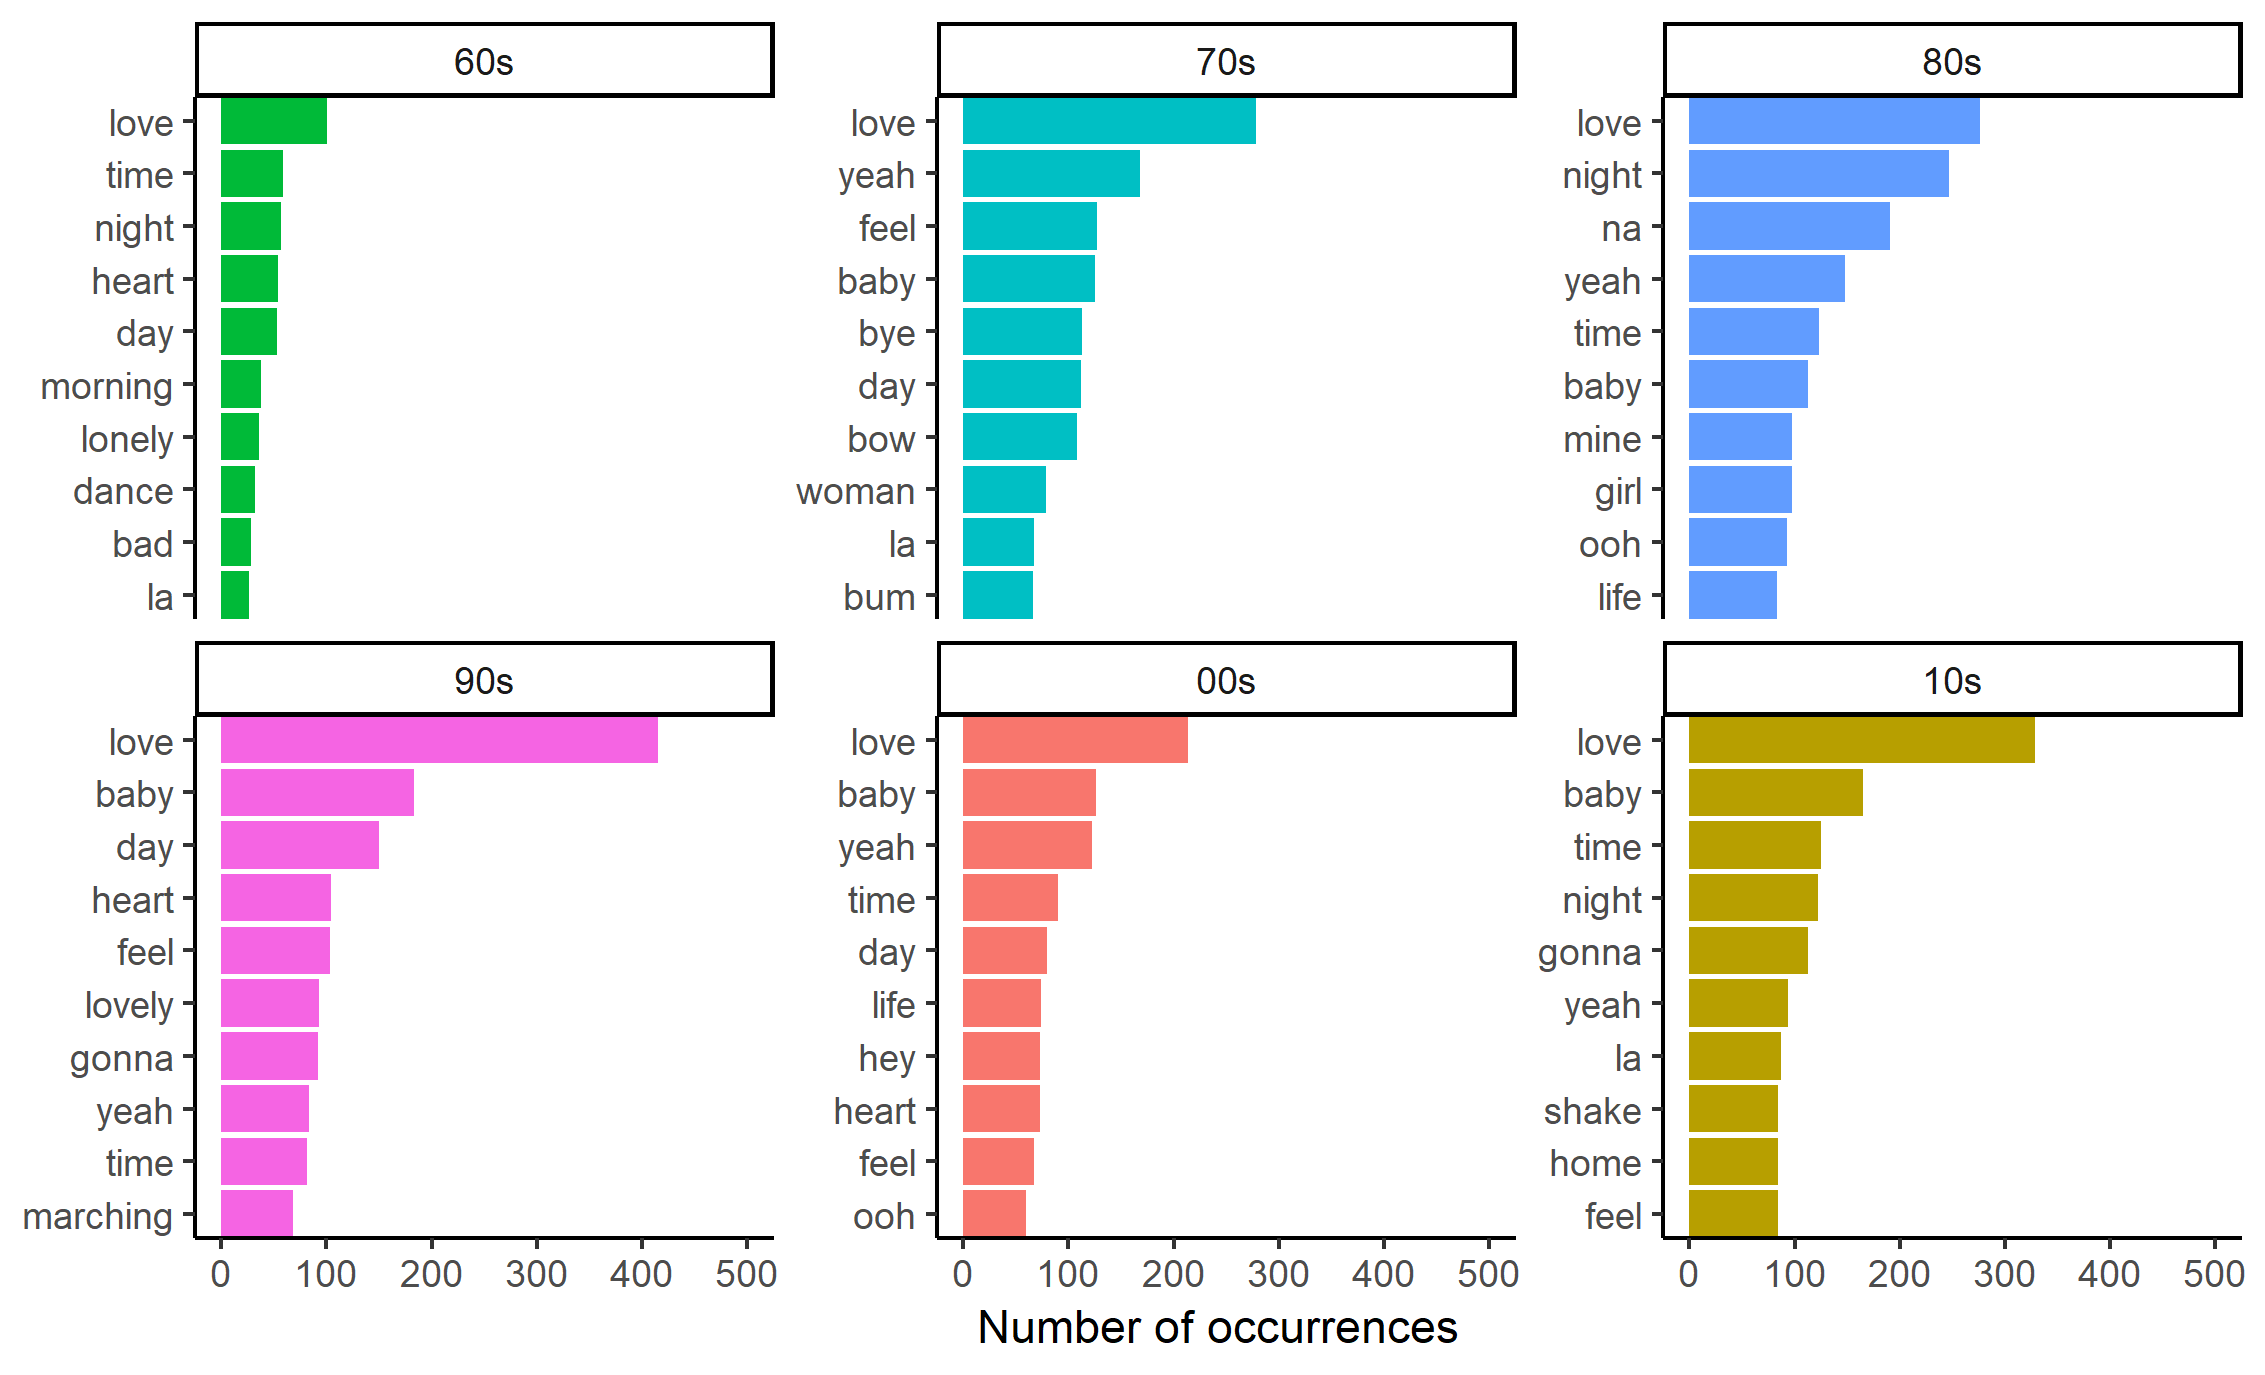 60s
love
time
night
heart
day
morning
lonely
dance
bad
la
70s
love
yeah
feel
baby
bye
day
bow
woman
la
bum
80s
love
night
na
yeah
time
baby
mine
girl
ooh
life
90s
love
baby
day
heart
feel
lovely
gonna
yeah
time
marching
0 100 200 300 400 500
00s
love
baby
yeah
time
day
life
hey
heart
feel
ooh
0 100 200 300 400 500
10s
love
baby
time
night
gonna
yeah
la
shake
home
feel
0 100 200 300 400 500
Number of occurrences